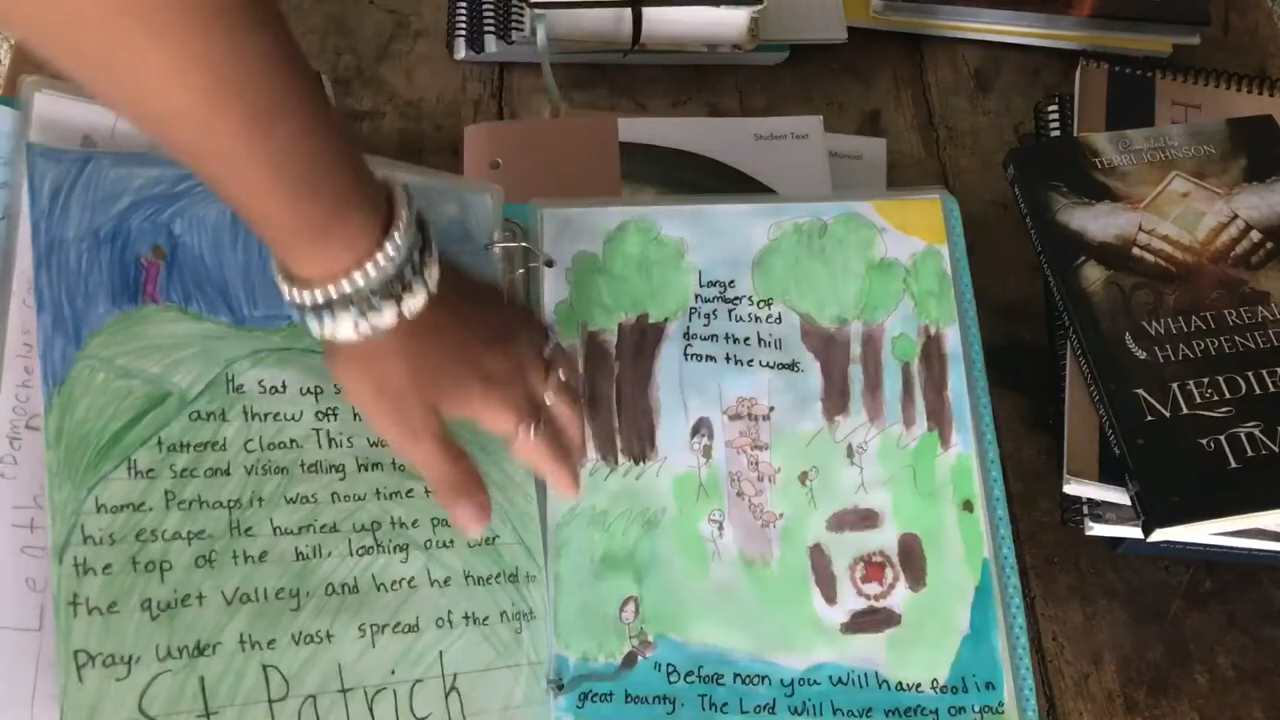 He sat up s
and threw off h
tattered cloan. This wa
the second vision telling him to
home. Perhaps it was now time t
his escape. He hurried up the pa
the top of the hill, looking out over
the quiet valley, and here he kneeled to
pray, under the vast spread of the night.
St Patrick
Large
numbers of
Pigs rushed
down the hill
from the woods.
"Before noon you will have food in
great bounty. The Lord will have mercy on you"
Student Text
Manual
Compiled by
TERRI JOHNSON
WHAT REAL
HAPPENED
MEDIE
TIM